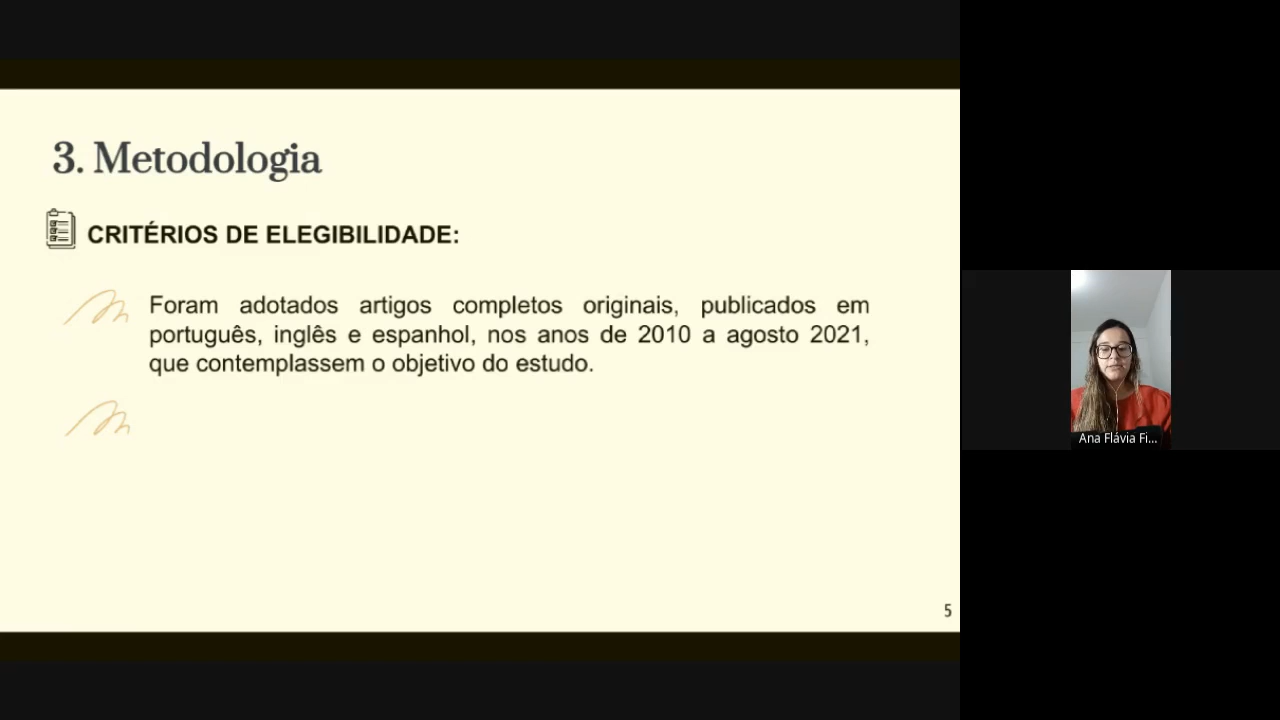 3. Metodologia
CRITÉRIOS DE ELEGIBILIDADE:
Foram adotados artigos completos originais, publicados em
português, inglês e espanhol, nos anos de 2010 a agosto 2021,
que contemplassem o objetivo do estudo.
5
Ana Flávia Fi...